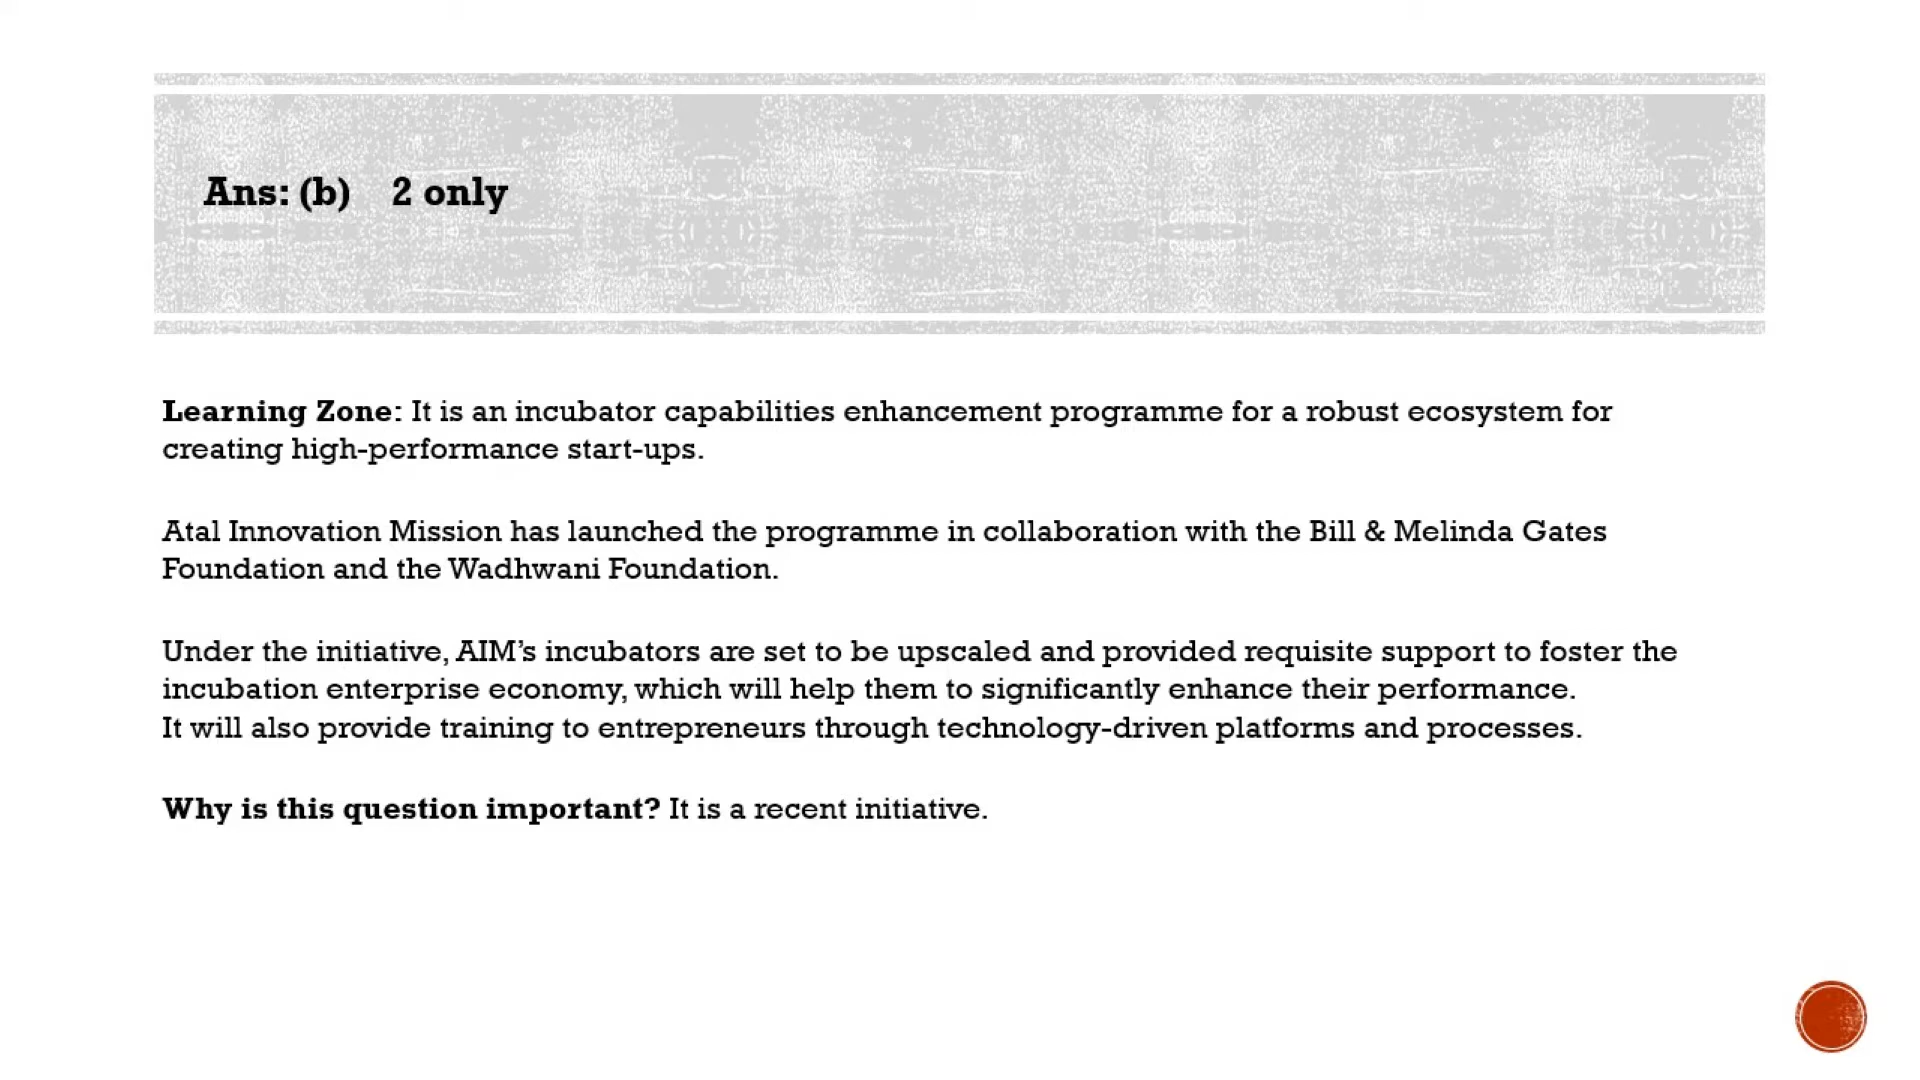 Ans: (b) 2 only
Learning Zone: It is an incubator capabilities enhancement programme for a robust ecosystem for
creating high-performance start-ups.
Atal Innovation Mission has launched the programme in collaboration with the Bill & Melinda Gates
Foundation and the Wadhwani Foundation.
Under the initiative, AIM’s incubators are set to be upscaled and provided requisite support to foster the
incubation enterprise economy, which will help them to significantly enhance their performance.
It will also provide training to entrepreneurs through technology-driven platforms and processes.
Why is this question important? It is a recent initiative.